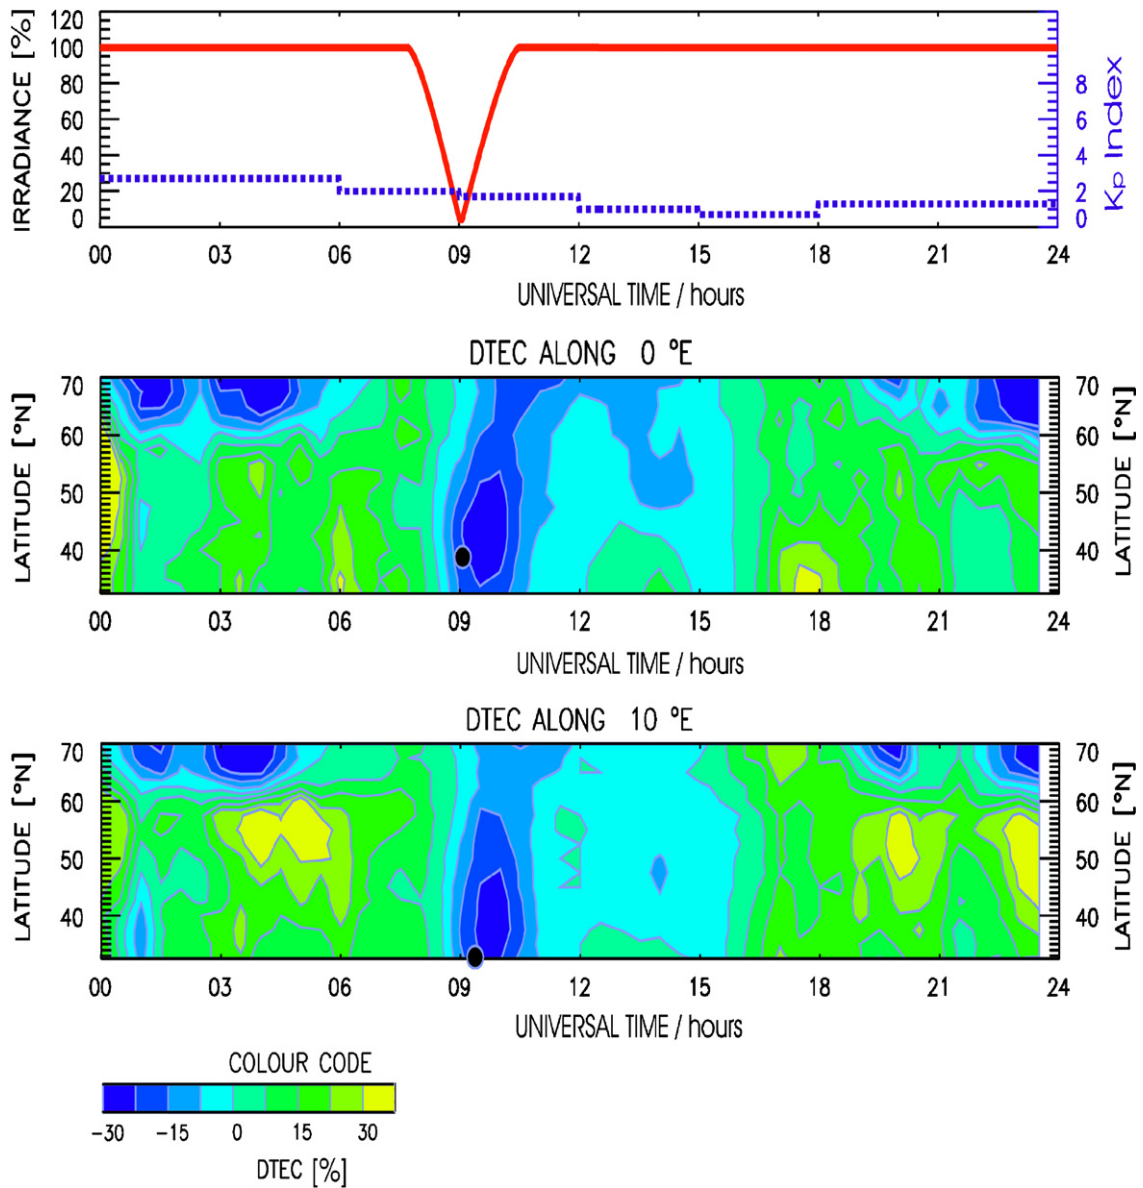 IRRADIANCE [%]
120
100
80
60
40
20
0
8
6
4
2
0
Kp Index
00 03 06 09 12 15 18 21 24
UNIVERSAL TIME / hours
DTEC ALONG 0 °E
LATITUDE [°N]
70
60
50
40
70
60
50
40
LATITUDE [°N]
00 03 06 09 12 15 18 21 24
UNIVERSAL TIME / hours
DTEC ALONG 10 °E
LATITUDE [°N]
70
60
50
40
70
60
50
40
LATITUDE [°N]
00 03 06 09 12 15 18 21 24
UNIVERSAL TIME / hours
COLOUR CODE
-30 -15 0 15 30
DTEC [%]